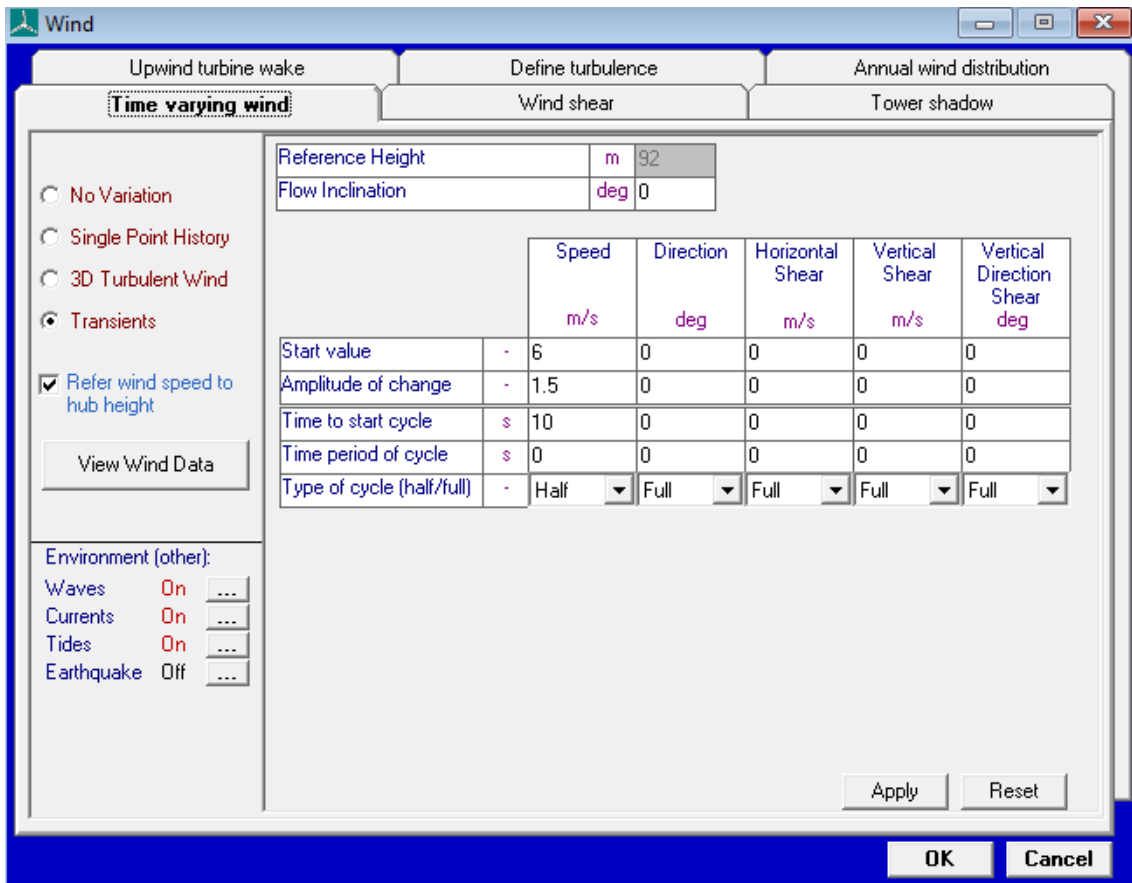 Wind
Upwind turbine wake
Define turbulence
Annual wind distribution
Time varying wind
Wind shear
Tower shadow
No Variation
Single Point History
3D Turbulent Wind
Transients
Refer wind speed to
hub height
View Wind Data
Environment (other):
Waves On ...
Currents On ...
Tides On ...
Earthquake Off ...
Reference Height m 92
Flow Inclination deg 0
Speed
m/s
Direction
deg
Horizontal
Shear
m/s
Vertical
Shear
m/s
Vertical
Direction
Shear
deg
Start value - 6 0 0 0 0
Amplitude of change - 1.5 0 0 0 0
Time to start cycle s 10 0 0 0 0
Time period of cycle s 0 0 0 0 0
Type of cycle (half/full) - Half Full Full Full Full
Apply
Reset
OK
Cancel